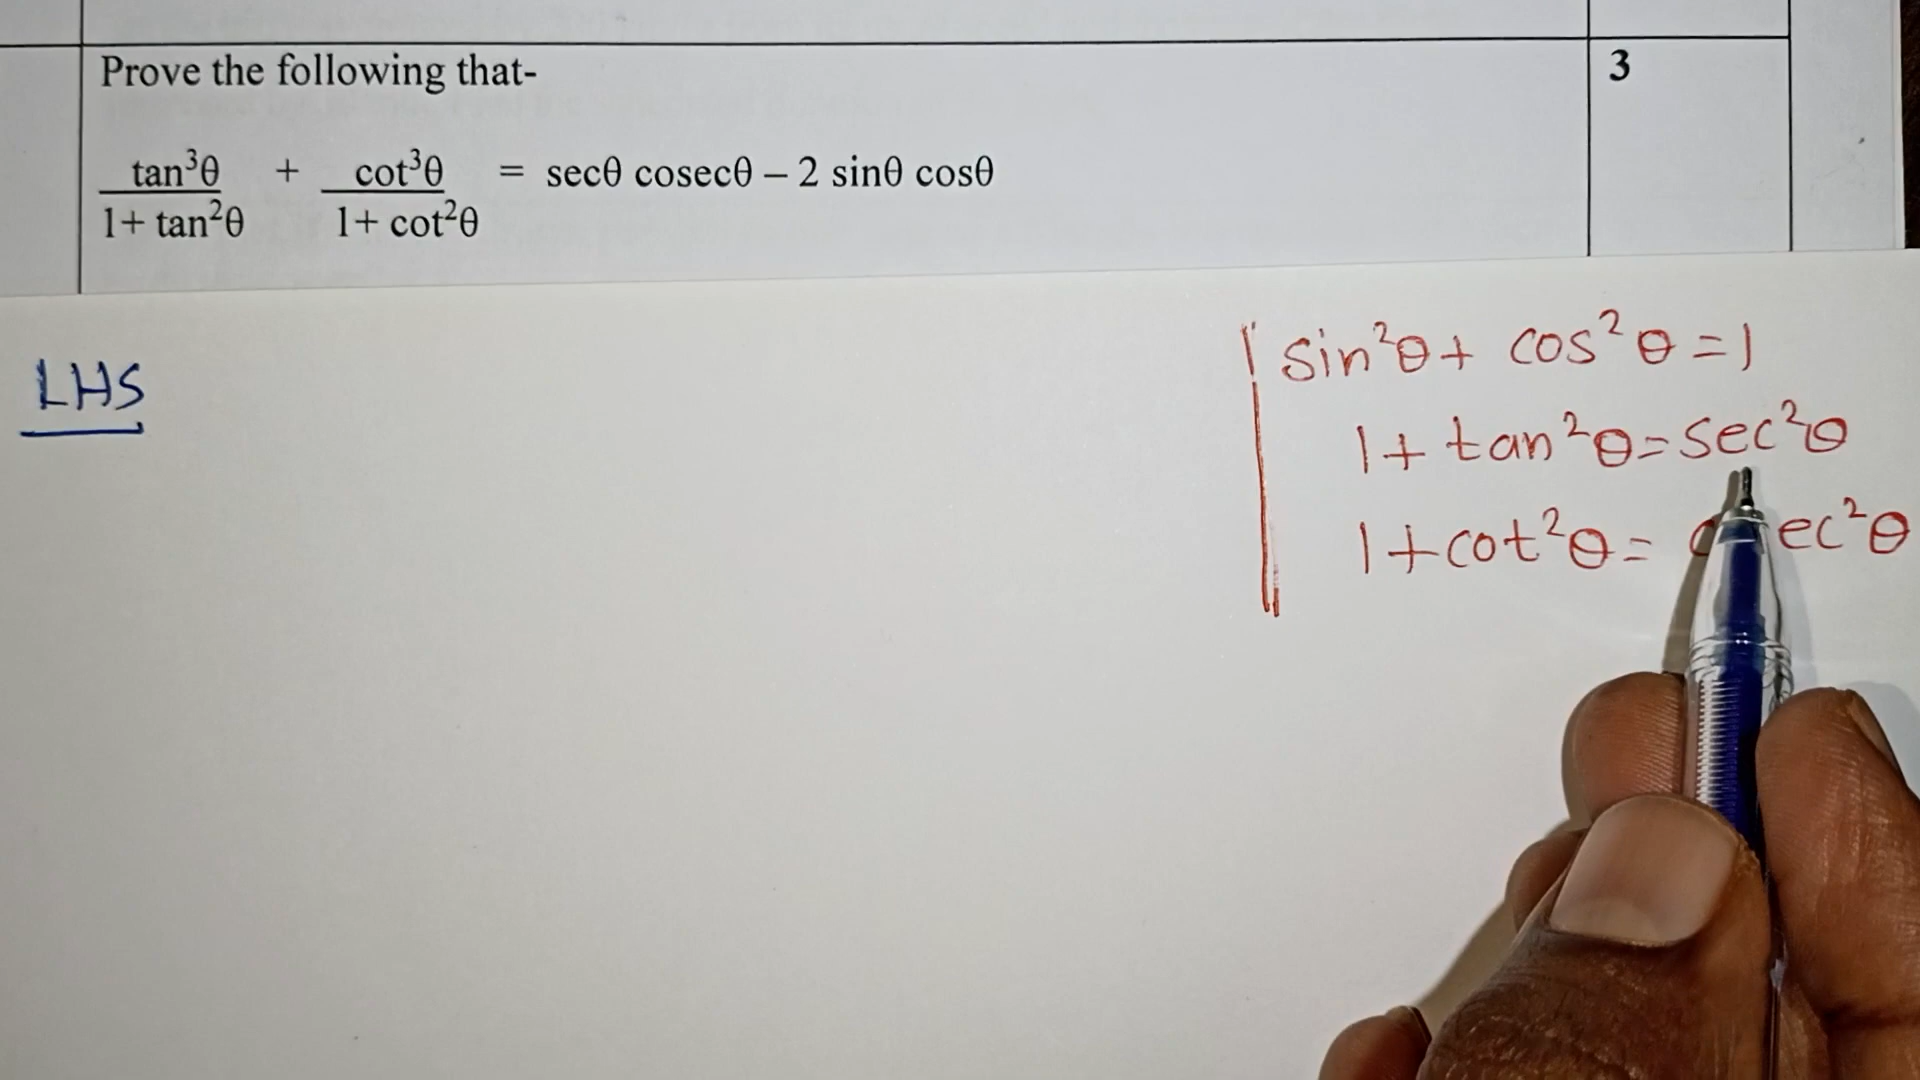 Prove the following that-
3
tan³θ + cot³θ = secθ cosecθ – 2 sinθ cosθ
1+ tan²θ 1+ cot²θ
LHS
sin²θ + cos²θ = 1
1 + tan²θ = sec²θ
1 + cot²θ =